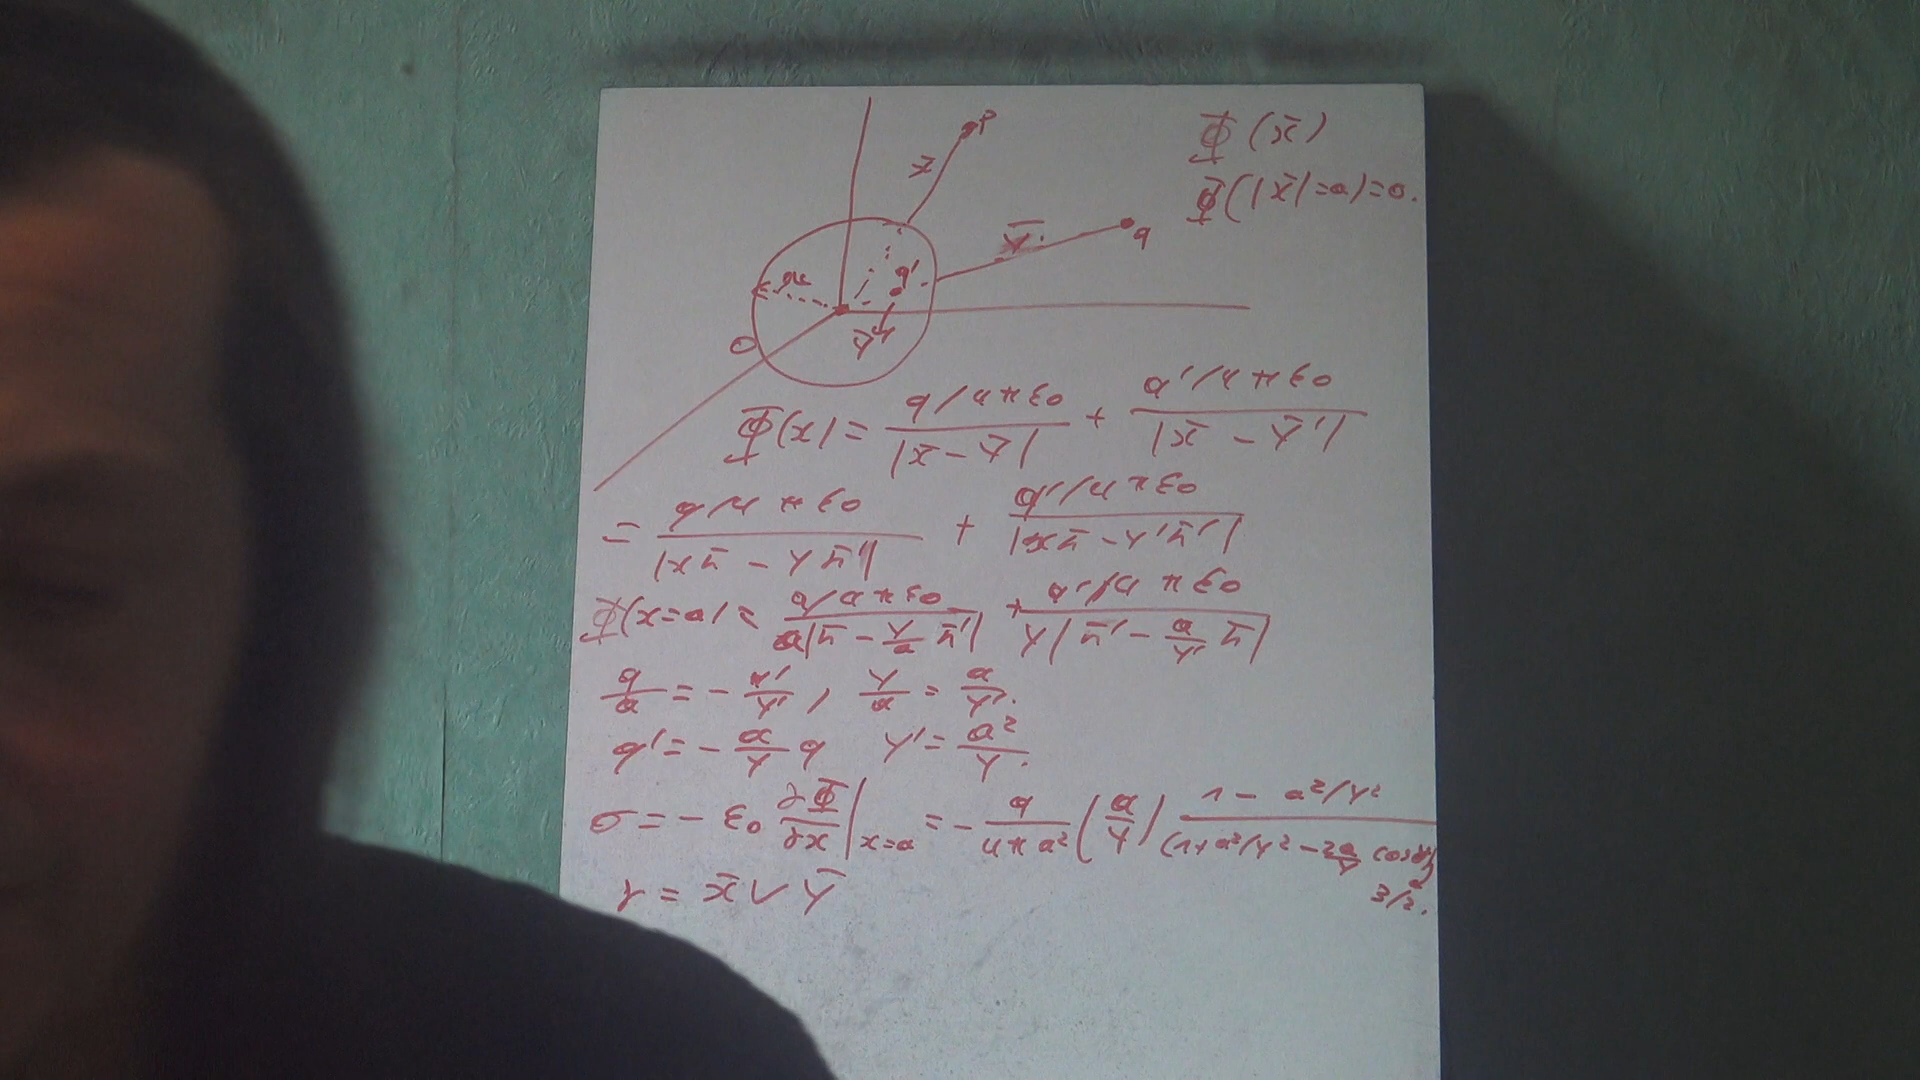 Φ(x̄)
Φ(|x̄|=a)=0.
P
x̄
ȳ
q
q'
a
ȳ'
O
Φ(x) = (q/4πε0)/|x̄ - ȳ| + (q'/4πε0)/|x̄ - ȳ'|
= (q/4πε0)/|xn̄ - yn̄'| + (q'/4πε0)/|xn̄ - y'n̄'|
Φ(x=a) = (q/4πε0)/(a|n̄ - (y/a)n̄'|) + (q'/4πε0)/(y'|n̄' - (a/y')n̄|)
q/a = - q'/y', y/a = a/y'.
q' = - (a/y) q y' = a²/y.
σ = - ε0 ∂Φ/∂x |x=a = - q/(4πa²) (a/y) (1 - a²/y²)/(1+a²/y² - 2(a/y) cosγ)^3/2.
γ = x̄ ∨ ȳ